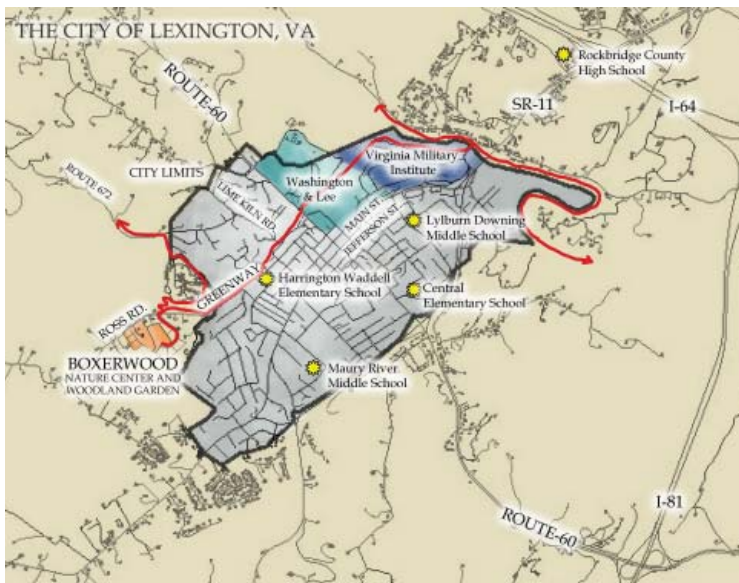 THE CITY OF LEXINGTON, VA
Rockbridge County
High School
ROUTE-60
SR-11
I-64
CITY LIMITS
Virginia Military
Institute
Washington
& Lee
ROUTE 672
LIME KILN RD.
MAIN ST.
JEFFERSON ST.
Lylburn Downing
Middle School
GREENWAY
Harrington Waddell
Elementary School
Central
Elementary School
ROSS RD.
BOXERWOOD
NATURE CENTER AND
WOODLAND GARDEN
Maury River
Middle School
I-81
ROUTE-60